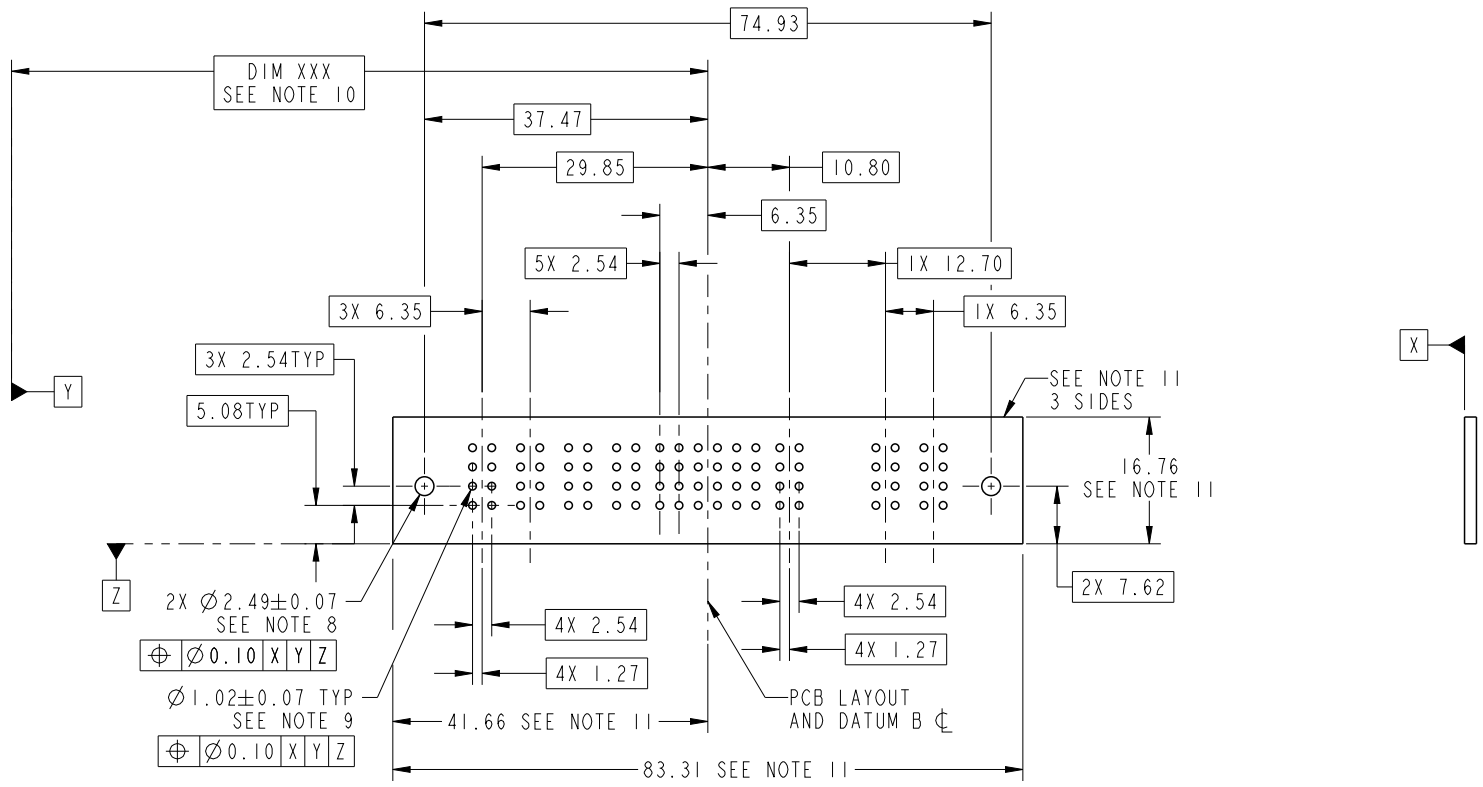 74.93
DIM XXX
SEE NOTE 10
37.47
29.85
10.80
6.35
5X 2.54
1X 12.70
3X 6.35
1X 6.35
X
3X 2.54TYP
SEE NOTE 11
3 SIDES
Y
5.08TYP
16.76
SEE NOTE 11
Z
2X 7.62
2X Ø2.49±0.07
SEE NOTE 8
4X 2.54
4X 2.54
⌖ Ø0.10 X Y Z
4X 1.27
4X 1.27
Ø1.02±0.07 TYP
SEE NOTE 9
PCB LAYOUT
AND DATUM B ℄
41.66 SEE NOTE 11
⌖ Ø0.10 X Y Z
83.31 SEE NOTE 11